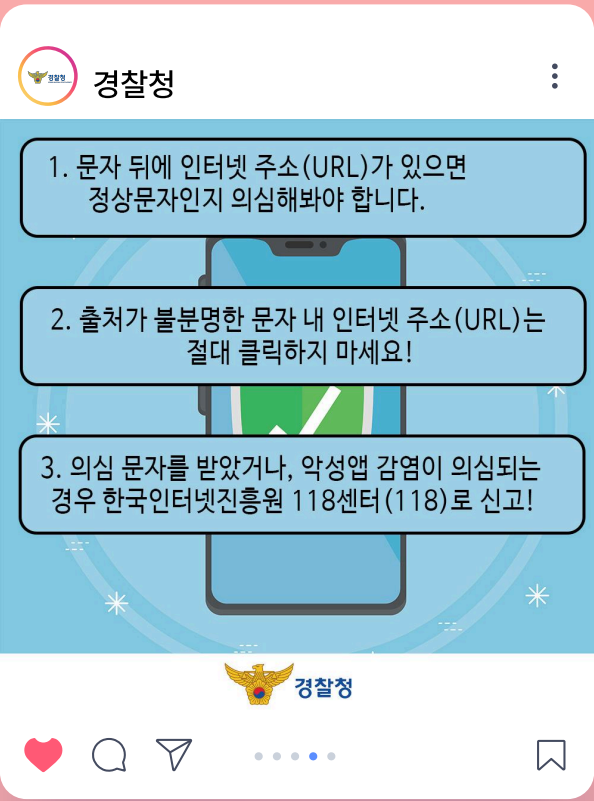 경찰청
경찰청
1. 문자 뒤에 인터넷 주소(URL)가 있으면
정상문자인지 의심해봐야 합니다.
2. 출처가 불분명한 문자 내 인터넷 주소(URL)는
절대 클릭하지 마세요!
3. 의심 문자를 받았거나, 악성앱 감염이 의심되는
경우 한국인터넷진흥원 118센터(118)로 신고!
경찰청